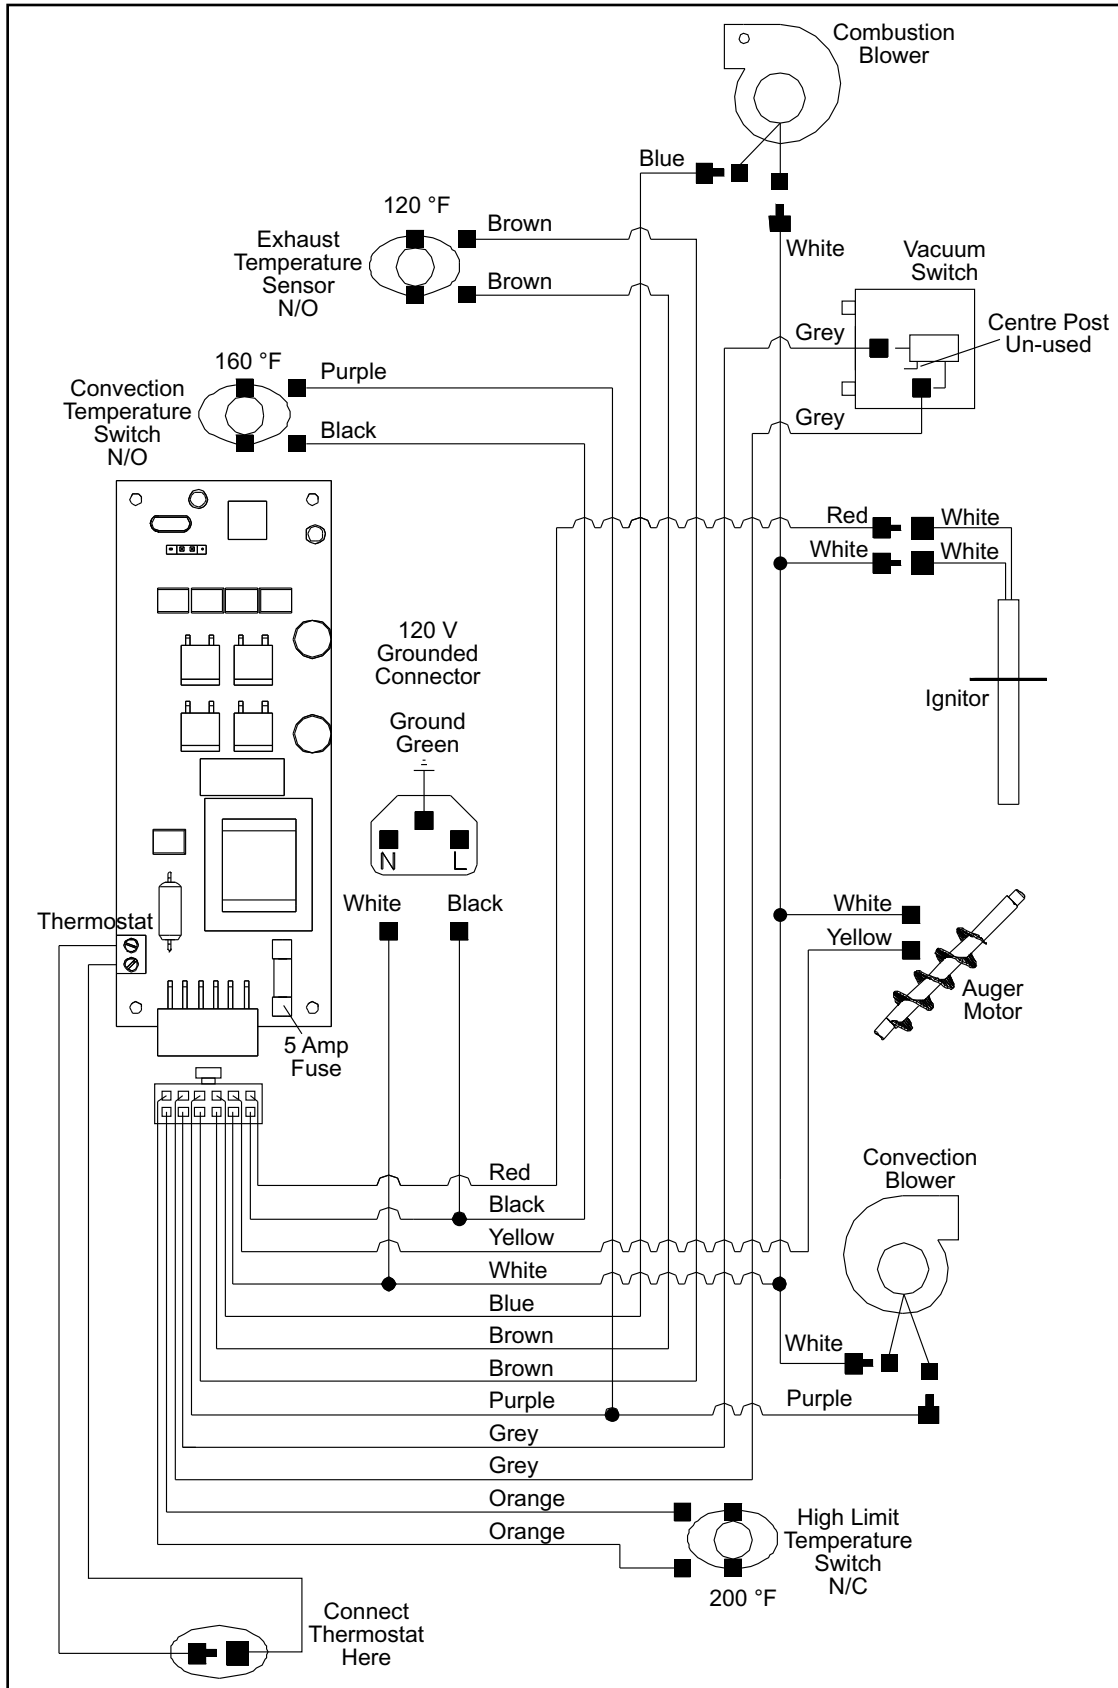 Combustion
Blower
Blue
120 °F
Brown
Exhaust
Temperature
Sensor
N/O
Brown
White
Vacuum
Switch
Centre Post
Un-used
Grey
Grey
160 °F
Purple
Convection
Temperature
Switch
N/O
Black
Red
White
White
White
120 V
Grounded
Connector
Ground
Green
Ignitor
N
L
White
Black
Thermostat
White
Yellow
Auger
Motor
5 Amp
Fuse
Red
Black
Yellow
White
Blue
Brown
Brown
Purple
Grey
Grey
Orange
Orange
Convection
Blower
White
Purple
High Limit
Temperature
Switch
N/C
200 °F
Connect
Thermostat
Here